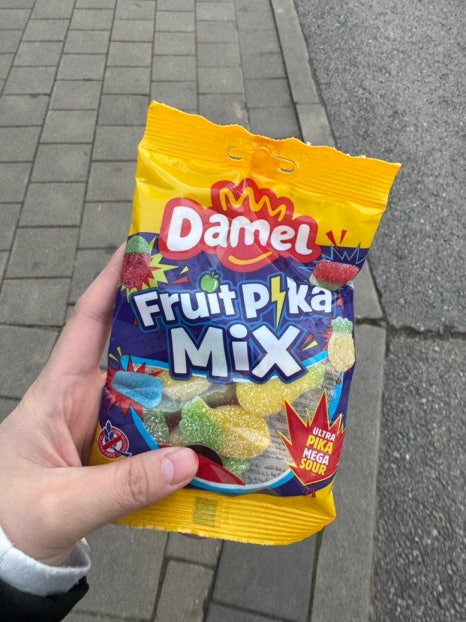 Damel
Fruit Pika
Mix
ULTRA
PIKA
MEGA
SOUR